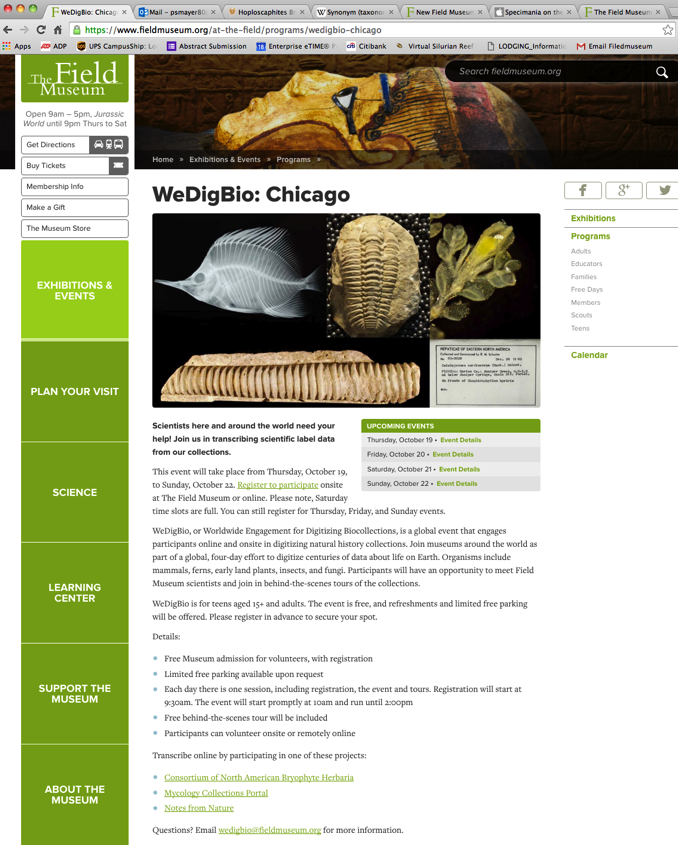 WeDigBio: Chicag
Mail – psmayer80
Hoploscaphites B
Synonym (taxonom
New Field Museum
Specimania on the
The Field Museum
https://www.fieldmuseum.org/at-the-field/programs/wedigbio-chicago
Apps
ADP
UPS CampusShip: L
Abstract Submission
Enterprise eTIME®
Citibank
Virtual Silurian Reef
LODGING_Informatio
Email Filedmuseum
The Field
Museum
Search fieldmuseum.org
Open 9am – 5pm, Jurassic
World until 9pm Thurs to Sat
Get Directions
Buy Tickets
Membership Info
Make a Gift
The Museum Store
EXHIBITIONS &
EVENTS
PLAN YOUR VISIT
SCIENCE
LEARNING
CENTER
SUPPORT THE
MUSEUM
ABOUT THE
MUSEUM
Home » Exhibitions & Events » Programs »
WeDigBio: Chicago
HEPATICAE OF EASTERN NORTH AMERICA
Scientists here and around the world need your
help! Join us in transcribing scientific label data
from our collections.
This event will take place from Thursday, October 19,
to Sunday, October 22. Register to participate onsite
at The Field Museum or online. Please note, Saturday
time slots are full. You can still register for Thursday, Friday, and Sunday events.
UPCOMING EVENTS
Thursday, October 19 • Event Details
Friday, October 20 • Event Details
Saturday, October 21 • Event Details
Sunday, October 22 • Event Details
WeDigBio, or Worldwide Engagement for Digitizing Biocollections, is a global event that engages
participants online and onsite in digitizing natural history collections. Join museums around the world as
part of a global, four-day effort to digitize centuries of data about life on Earth. Organisms include
mammals, ferns, early land plants, insects, and fungi. Participants will have an opportunity to meet Field
Museum scientists and join in behind-the-scenes tours of the collections.
WeDigBio is for teens aged 15+ and adults. The event is free, and refreshments and limited free parking
will be offered. Please register in advance to secure your spot.
Details:
Free Museum admission for volunteers, with registration
Limited free parking available upon request
Each day there is one session, including registration, the event and tours. Registration will start at
9:30am. The event will start promptly at 10am and run until 2:00pm
Free behind-the-scenes tour will be included
Participants can volunteer onsite or remotely online
Transcribe online by participating in one of these projects:
Consortium of North American Bryophyte Herbaria
Mycology Collections Portal
Notes from Nature
Questions? Email wedigbio@fieldmuseum.org for more information.
Exhibitions
Programs
Adults
Educators
Families
Free Days
Members
Scouts
Teens
Calendar